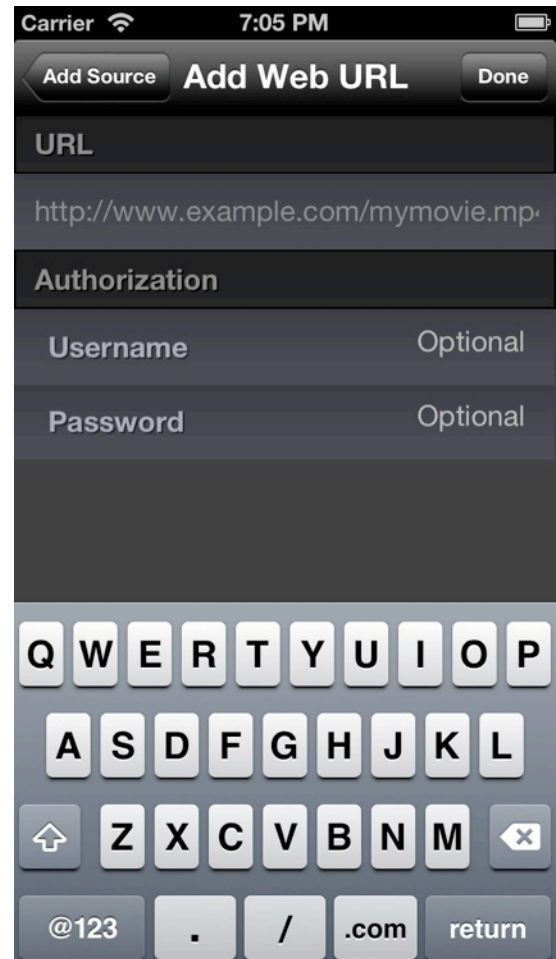 Carrier 7:05 PM
Add Source Add Web URL Done
URL
http://www.example.com/mymovie.mp4
Authorization
Username Optional
Password Optional
Q W E R T Y U I O P
A S D F G H J K L
Z X C V B N M
@123 . / .com return